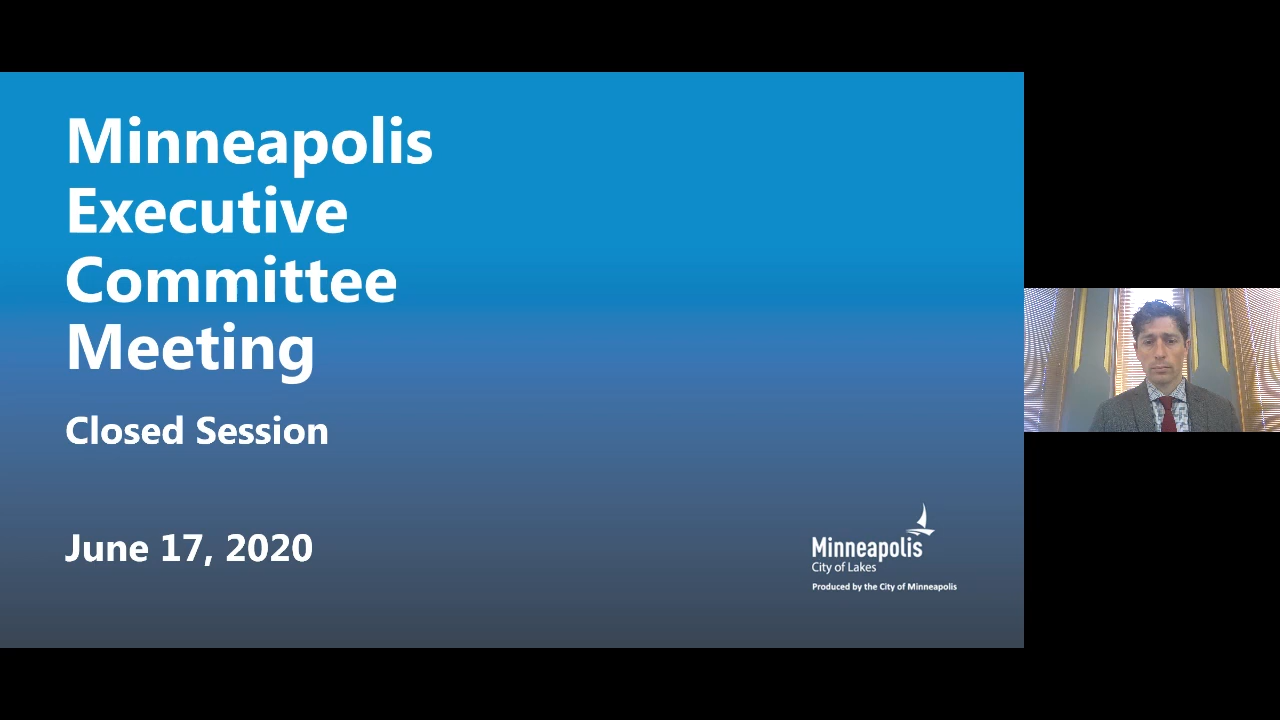 Minneapolis
Executive
Committee
Meeting
Closed Session
June 17, 2020
Minneapolis
City of Lakes
Produced by the City of Minneapolis